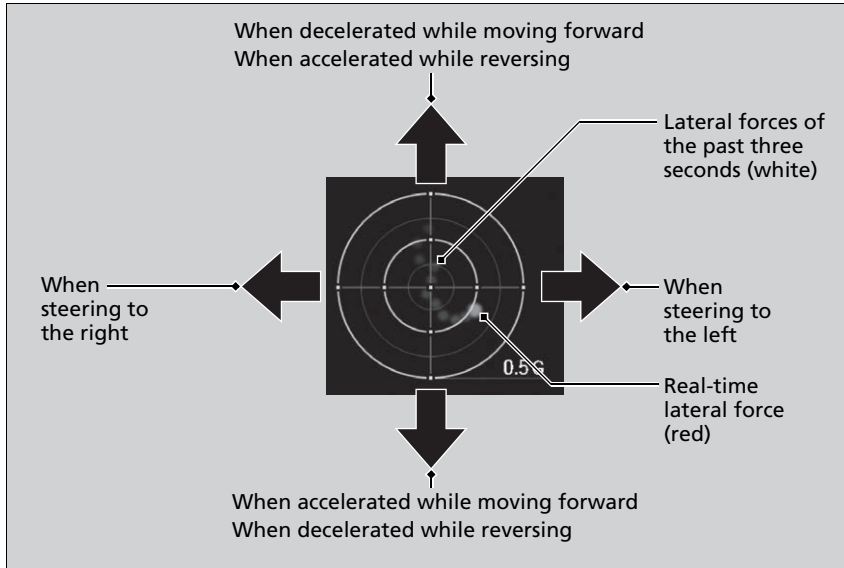 When decelerated while moving forward
When accelerated while reversing
Lateral forces of
the past three
seconds (white)
When
steering to
the right
When
steering to
the left
0.5 G
Real-time
lateral force
(red)
When accelerated while moving forward
When decelerated while reversing